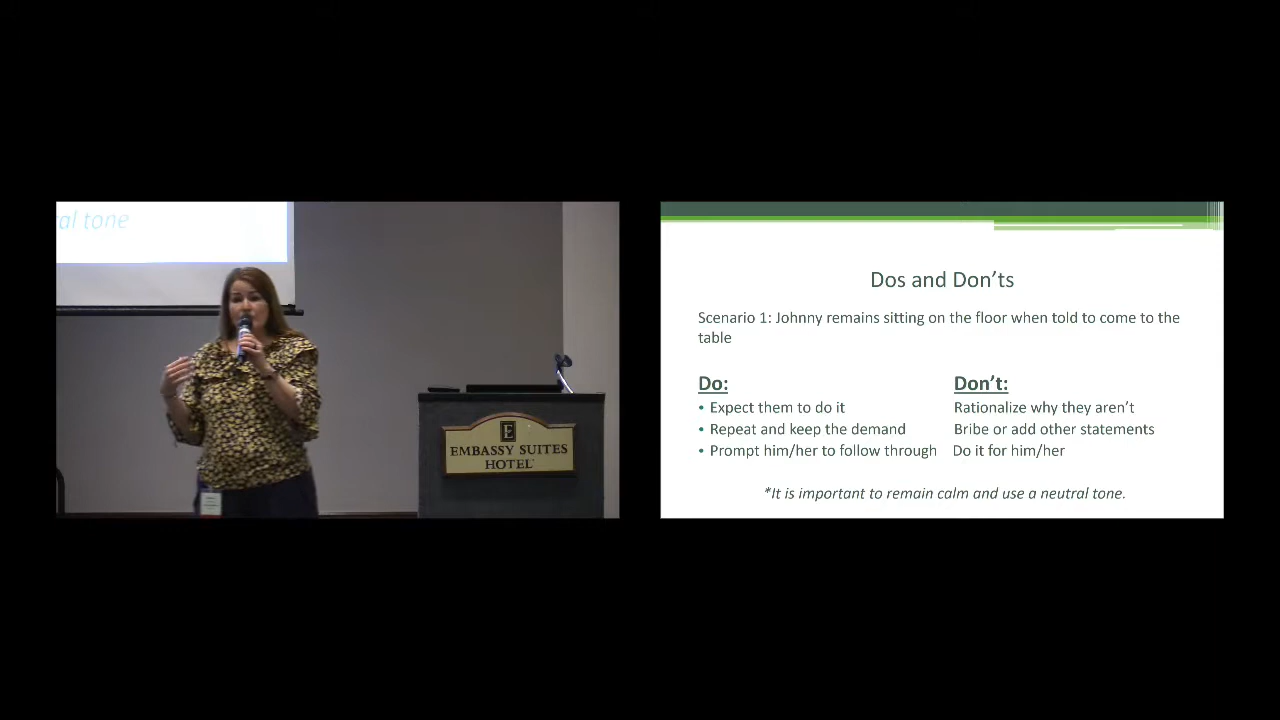 al tone
E
EMBASSY SUITES
HOTEL
Dos and Don'ts
Scenario 1: Johnny remains sitting on the floor when told to come to the
table
Do:
Don't:
• Expect them to do it
Rationalize why they aren't
• Repeat and keep the demand
Bribe or add other statements
• Prompt him/her to follow through
Do it for him/her
*It is important to remain calm and use a neutral tone.